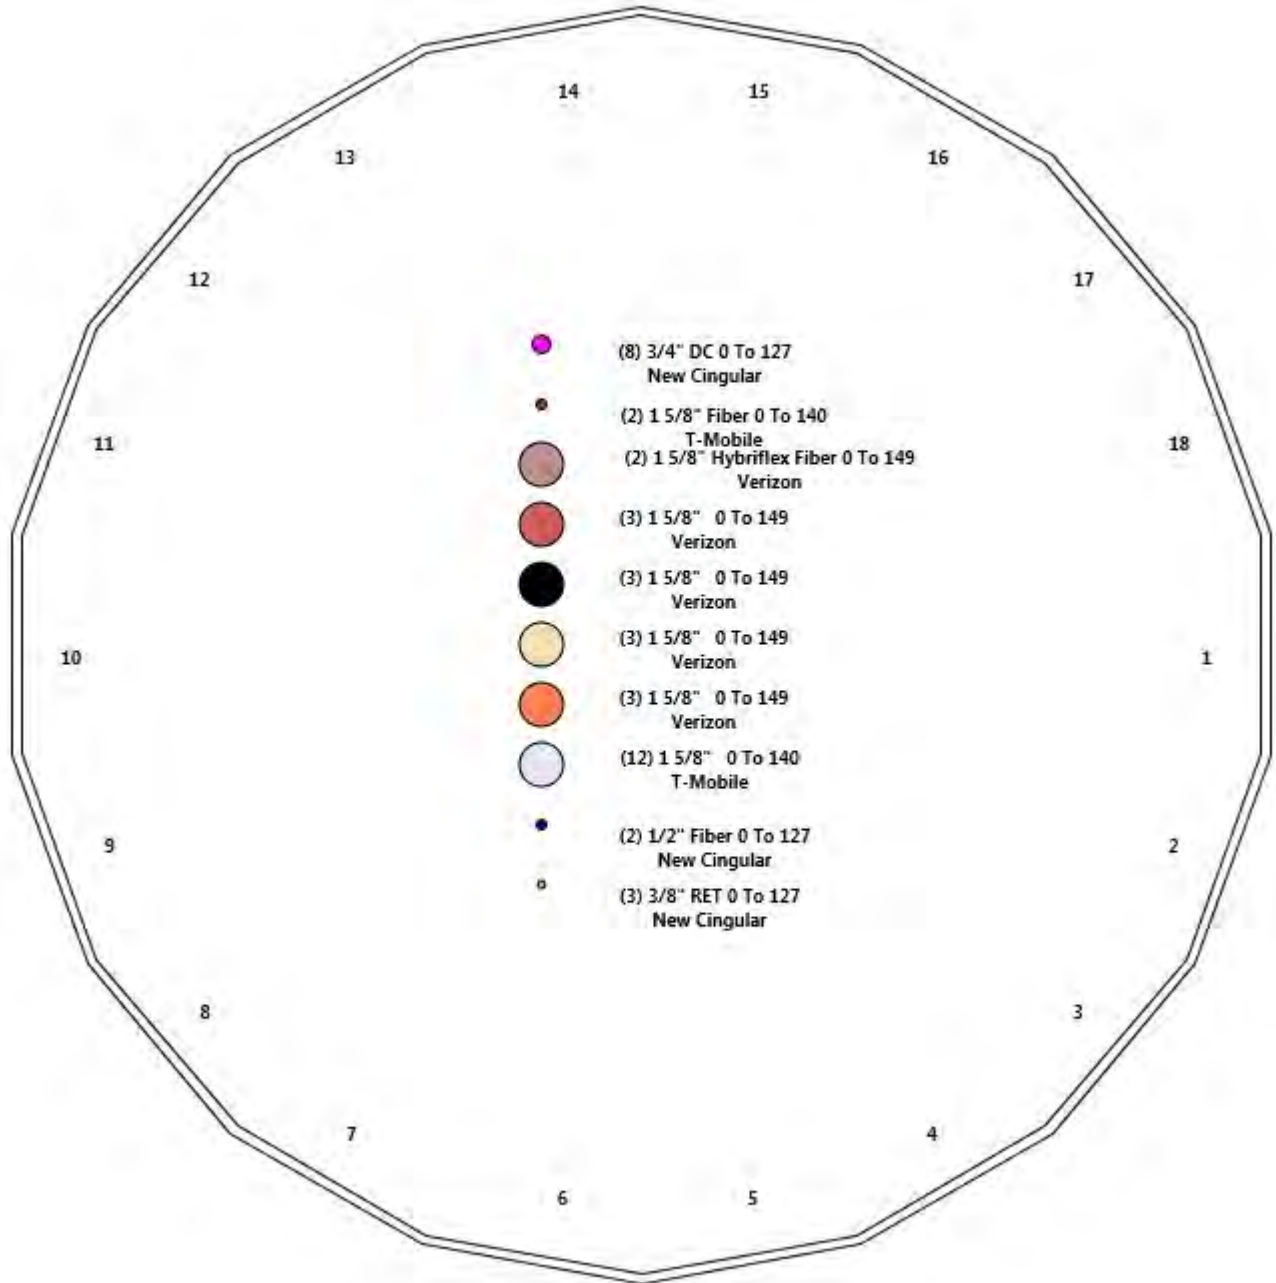 14
15
13
16
12
17
(8) 3/4" DC 0 To 127
New Cingular
(2) 1 5/8" Fiber 0 To 140
T-Mobile
11
18
(2) 1 5/8" Hybriflex Fiber 0 To 149
Verizon
(3) 1 5/8" 0 To 149
Verizon
(3) 1 5/8" 0 To 149
Verizon
(3) 1 5/8" 0 To 149
Verizon
10
1
(3) 1 5/8" 0 To 149
Verizon
(12) 1 5/8" 0 To 140
T-Mobile
(2) 1/2" Fiber 0 To 127
New Cingular
9
2
(3) 3/8" RET 0 To 127
New Cingular
8
3
7
4
6
5